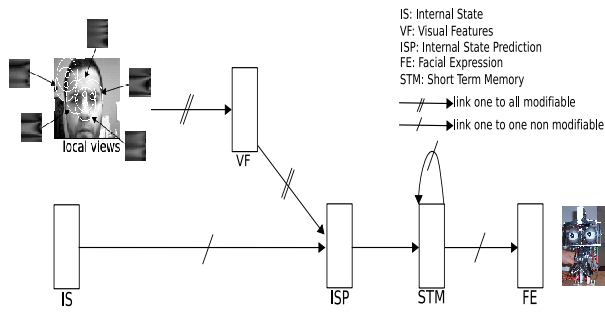 IS: Internal State
VF: Visual Features
ISP: Internal State Prediction
FE: Facial Expression
STM: Short Term Memory
link one to all modifiable
link one to one non modifiable
local views
VF
IS
ISP
STM
FE